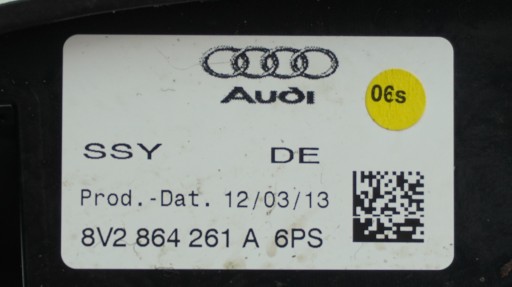 Audi
06s
SSY DE
Prod.-Dat. 12/03/13
8V2 864 261 A 6PS